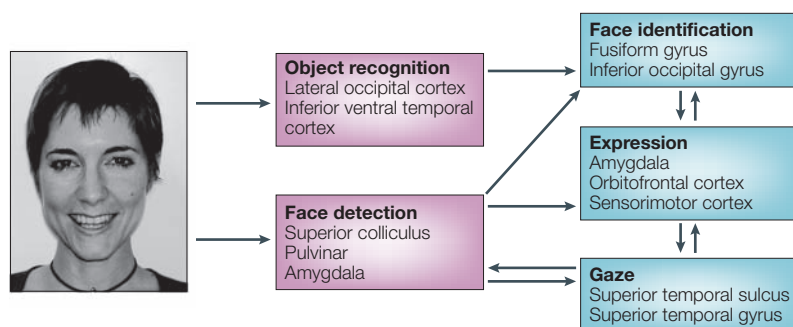 Object recognition
Lateral occipital cortex
Inferior ventral temporal
cortex
Face detection
Superior colliculus
Pulvinar
Amygdala
Face identification
Fusiform gyrus
Inferior occipital gyrus
Expression
Amygdala
Orbitofrontal cortex
Sensorimotor cortex
Gaze
Superior temporal sulcus
Superior temporal gyrus